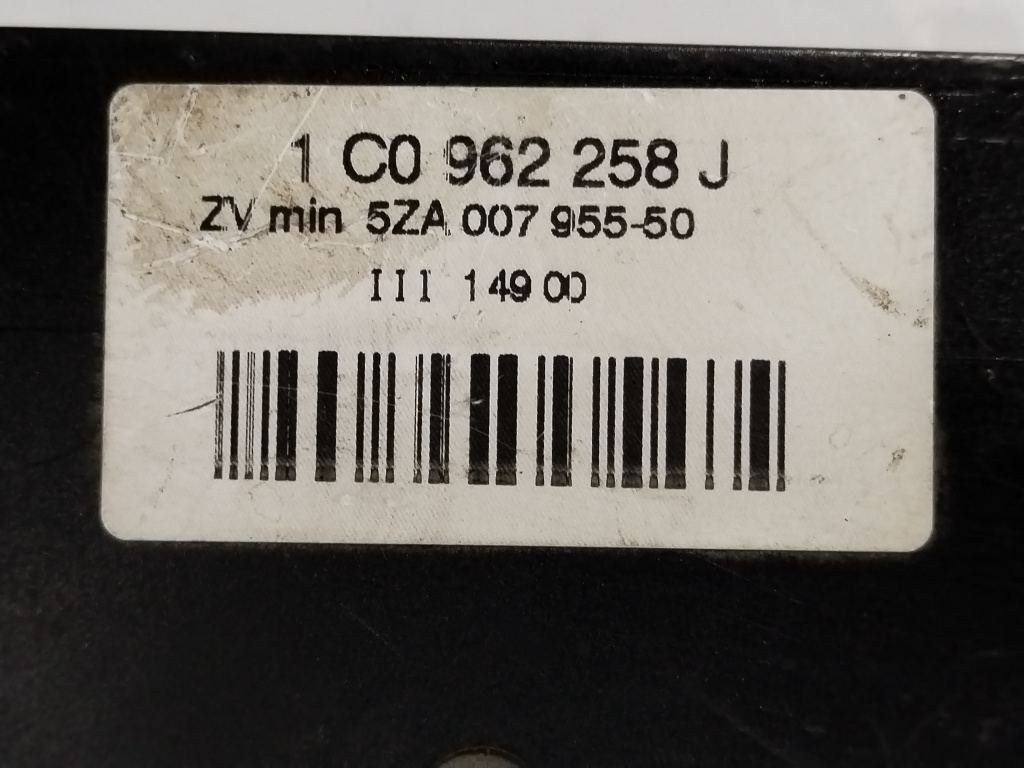 1 C0 962 258 J
ZV min 5ZA 007 955-50
III 149 00